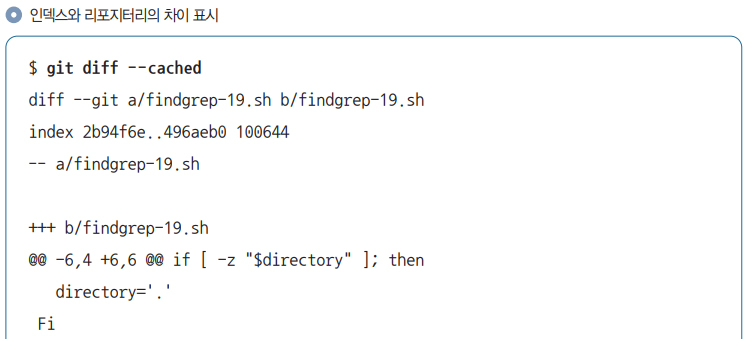 인덱스와 리포지터리의 차이 표시
$ git diff --cached
diff --git a/findgrep-19.sh b/findgrep-19.sh
index 2b94f6e..496aeb0 100644
-- a/findgrep-19.sh
+++ b/findgrep-19.sh
@@ -6,4 +6,6 @@ if [ -z "$directory" ]; then
directory='.'
Fi